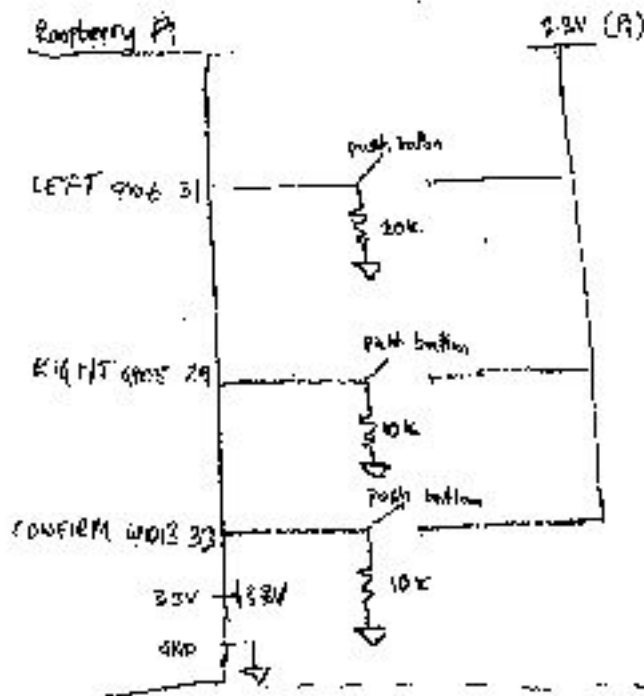 Raspberry Pi
3.3V (Pi)
push button
LEFT GPIO6 31
20k
push button
RIGHT GPIO5 29
10k
push button
CONFIRM GPIO13 33
10k
3.3V
3.3V
GND